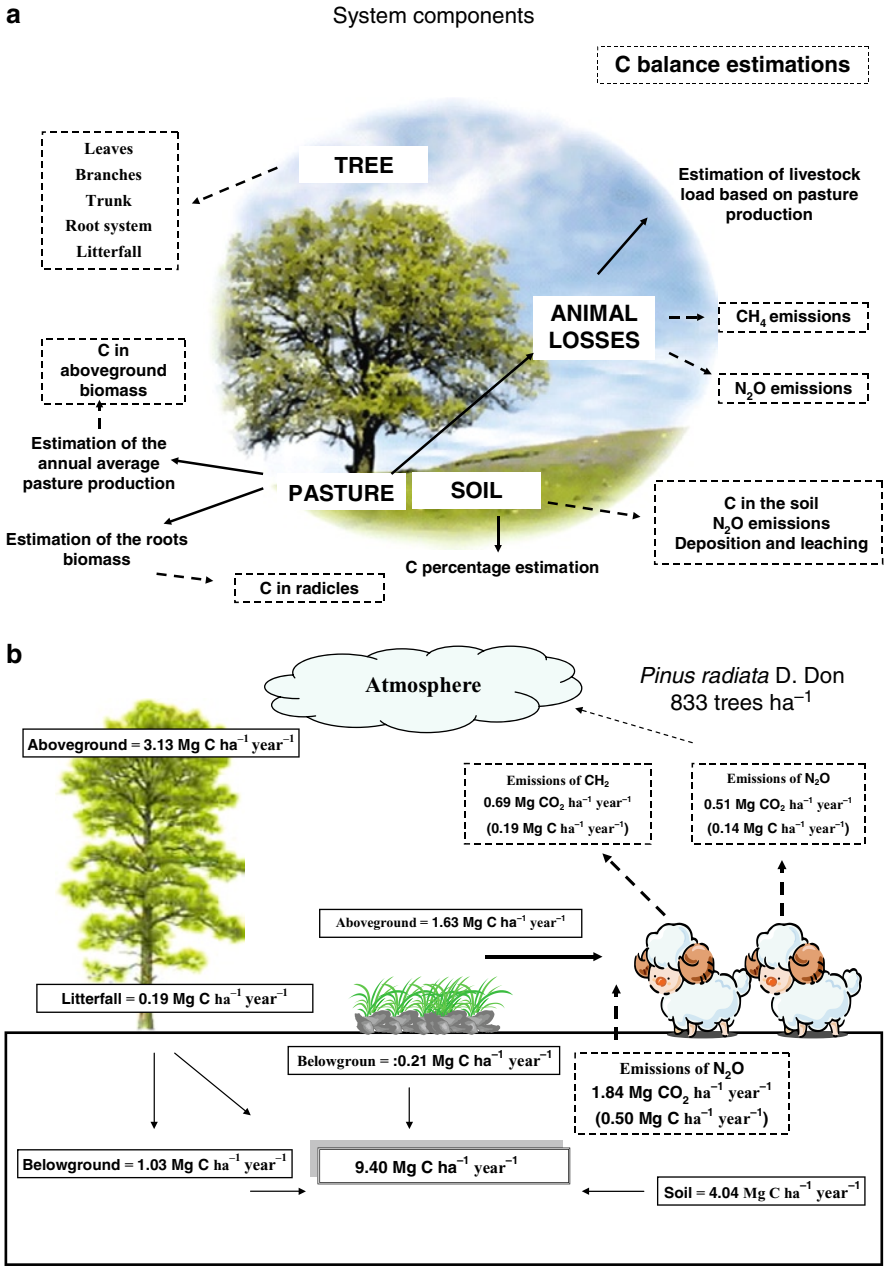 a
System components
C balance estimations
Leaves
Branches
Trunk
Root system
Litterfall
TREE
Estimation of livestock
load based on pasture
production
ANIMAL
LOSSES
CH₄ emissions
N₂O emissions
C in
aboveground
biomass
Estimation of the
annual average
pasture production
PASTURE
SOIL
C in the soil
N₂O emissions
Deposition and leaching
Estimation of the roots
biomass
C percentage estimation
C in radicles
b
Atmosphere
Pinus radiata D. Don
833 trees ha⁻¹
Aboveground = 3.13 Mg C ha⁻¹ year⁻¹
Emissions of CH₂
0.69 Mg CO₂ ha⁻¹ year⁻¹
(0.19 Mg C ha⁻¹ year⁻¹)
Emissions of N₂O
0.51 Mg CO₂ ha⁻¹ year⁻¹
(0.14 Mg C ha⁻¹ year⁻¹)
Aboveground = 1.63 Mg C ha⁻¹ year⁻¹
Litterfall = 0.19 Mg C ha⁻¹ year⁻¹
Belowgroun = :0.21 Mg C ha⁻¹ year⁻¹
Emissions of N₂O
1.84 Mg CO₂ ha⁻¹ year⁻¹
(0.50 Mg C ha⁻¹ year⁻¹)
Belowground = 1.03 Mg C ha⁻¹ year⁻¹
9.40 Mg C ha⁻¹ year⁻¹
Soil = 4.04 Mg C ha⁻¹ year⁻¹